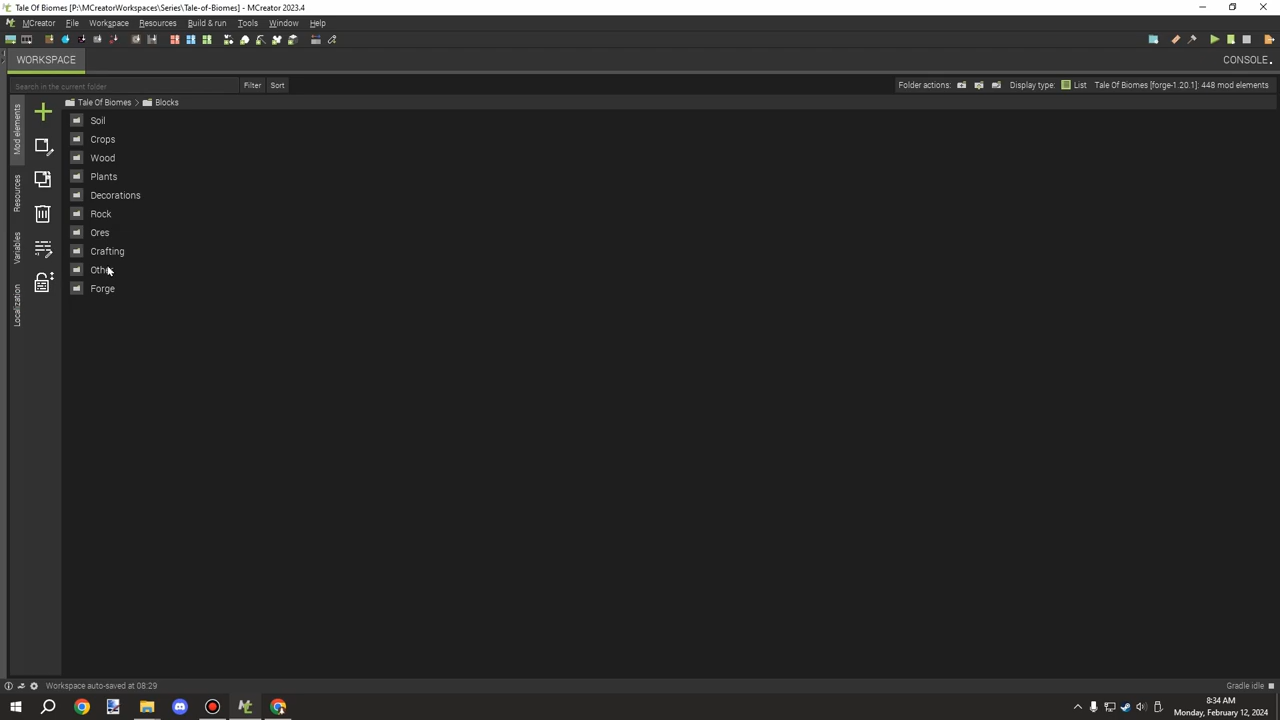 Tale Of Biomes [P:\MCreatorWorkspaces\Series\Tale-of-Biomes] - MCreator 2023.4
MCreator File Workspace Resources Build & run Tools Window Help
WORKSPACE CONSOLE
Search in the current folder Filter Sort Folder actions: Display type: List Tale Of Biomes [forge-1.20.1]: 448 mod elements
Tale Of Biomes > Blocks
Mod elements
Resources
Variables
Localization
Soil
Crops
Wood
Plants
Decorations
Rock
Ores
Crafting
Forge
Workspace auto-saved at 08:29 Gradle idle
8:34 AM
Monday, February 12, 2024